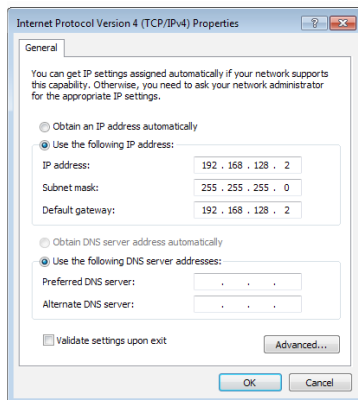 Internet Protocol Version 4 (TCP/IPv4) Properties
General
You can get IP settings assigned automatically if your network supports
this capability. Otherwise, you need to ask your network administrator
for the appropriate IP settings.
Obtain an IP address automatically
Use the following IP address:
IP address: 192 . 168 . 128 . 2
Subnet mask: 255 . 255 . 255 . 0
Default gateway: 192 . 168 . 128 . 2
Obtain DNS server address automatically
Use the following DNS server addresses:
Preferred DNS server: . . .
Alternate DNS server: . . .
Validate settings upon exit
Advanced...
OK Cancel